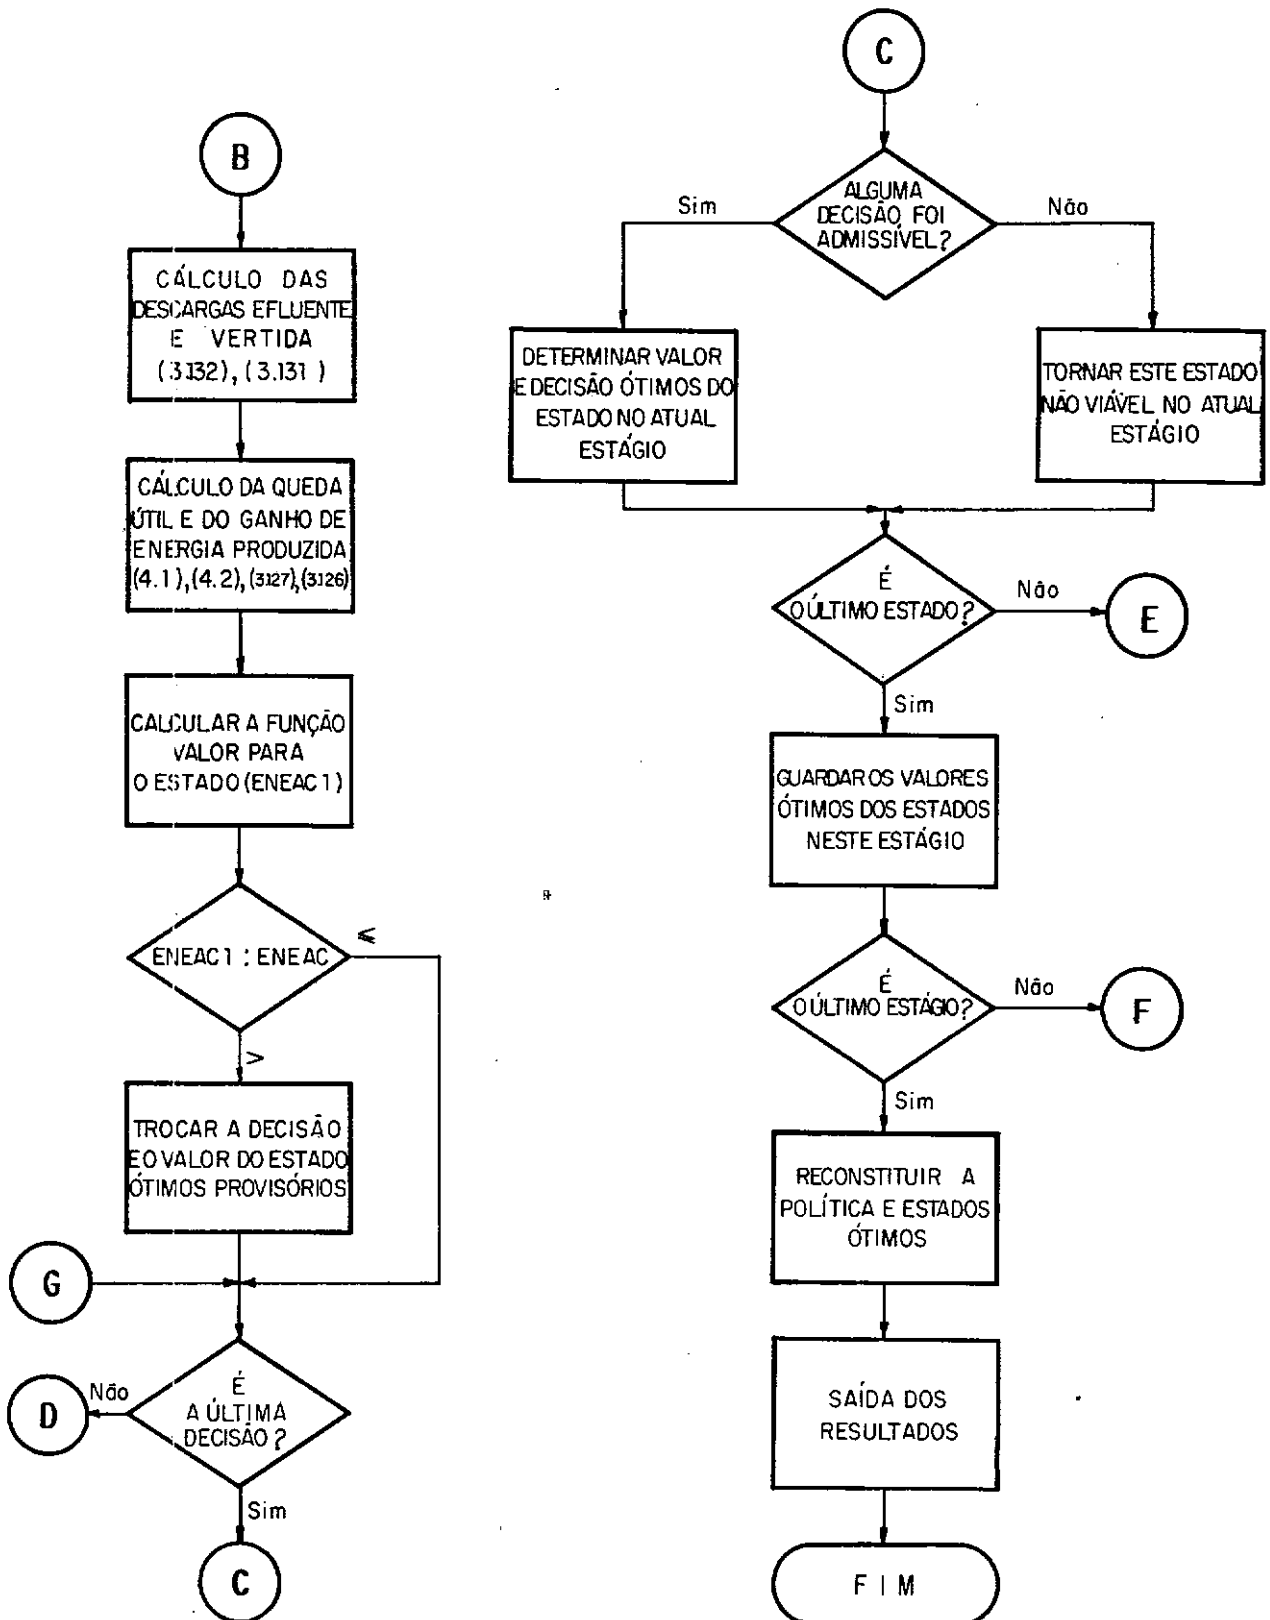 B
CÁLCULO DAS
DESCARGAS EFLUENTE
E VERTIDA
(3.132), (3.131)
CÁLCULO DA QUEDA
ÚTIL E DO GANHO DE
ENERGIA PRODUZIDA
(4.1), (4.2), (3.127), (3.126)
CALCULAR A FUNÇÃO
VALOR PARA
O ESTADO (ENEAC1)
ENEAC1 : ENEAC
≤
>
TROCAR A DECISÃO
E O VALOR DO ESTADO
ÓTIMOS PROVISÓRIOS
G
É
A ÚLTIMA
DECISÃO ?
Não
D
Sim
C
C
ALGUMA
DECISÃO FOI
ADMISSÍVEL ?
Sim
Não
DETERMINAR VALOR
E DECISÃO ÓTIMOS DO
ESTADO NO ATUAL
ESTÁGIO
TORNAR ESTE ESTADO
NÃO VIÁVEL NO ATUAL
ESTÁGIO
É
O ÚLTIMO ESTADO ?
Não
E
Sim
GUARDAR OS VALORES
ÓTIMOS DOS ESTADOS
NESTE ESTÁGIO
É
O ÚLTIMO ESTÁGIO ?
Não
F
Sim
RECONSTITUIR A
POLÍTICA E ESTADOS
ÓTIMOS
SAÍDA DOS
RESULTADOS
FIM